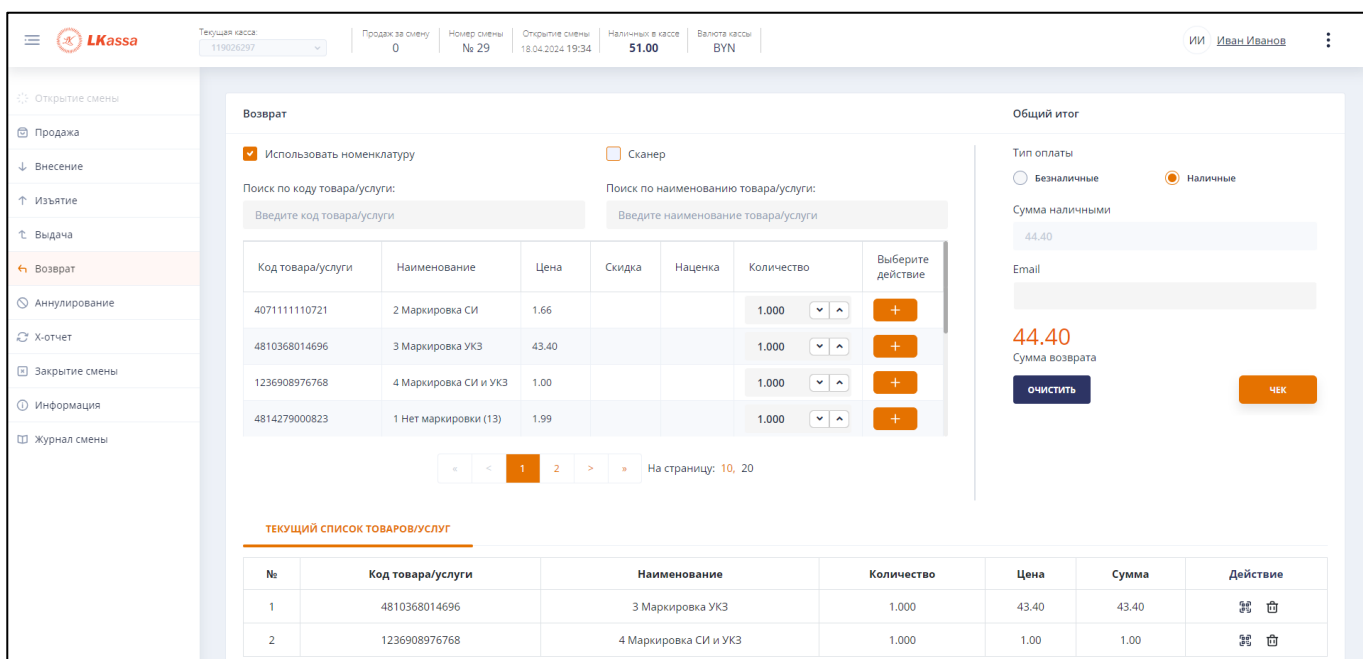 LKassa
Текущая касса:
119026297
Продаж за смену
0
Номер смены
№ 29
Открытие смены
18.04.2024 19:34
Наличных в кассе
51.00
Валюта кассы
BYN
ИИ Иван Иванов
Открытие смены
Продажа
Внесение
Изъятие
Выдача
Возврат
Аннулирование
X-отчет
Закрытие смены
Информация
Журнал смены
Возврат
Использовать номенклатуру
Сканер
Поиск по коду товара/услуги:
Поиск по наименованию товара/услуги:
Введите код товара/услуги
Введите наименование товара/услуги
Код товара/услуги Наименование Цена Скидка Наценка Количество Выберите действие
4071111110721 2 Маркировка СИ 1.66 1.000 +
4810368014696 3 Маркировка УКЗ 43.40 1.000 +
1236908976768 4 Маркировка СИ и УКЗ 1.00 1.000 +
4814279000823 1 Нет маркировки (13) 1.99 1.000 +
« < 1 2 > » На страницу: 10, 20
Общий итог
Тип оплаты
Безналичные Наличные
Сумма наличными
44.40
Email
44.40
Сумма возврата
ОЧИСТИТЬ ЧЕК
ТЕКУЩИЙ СПИСОК ТОВАРОВ/УСЛУГ
№ Код товара/услуги Наименование Количество Цена Сумма Действие
1 4810368014696 3 Маркировка УКЗ 1.000 43.40 43.40
2 1236908976768 4 Маркировка СИ и УКЗ 1.000 1.00 1.00